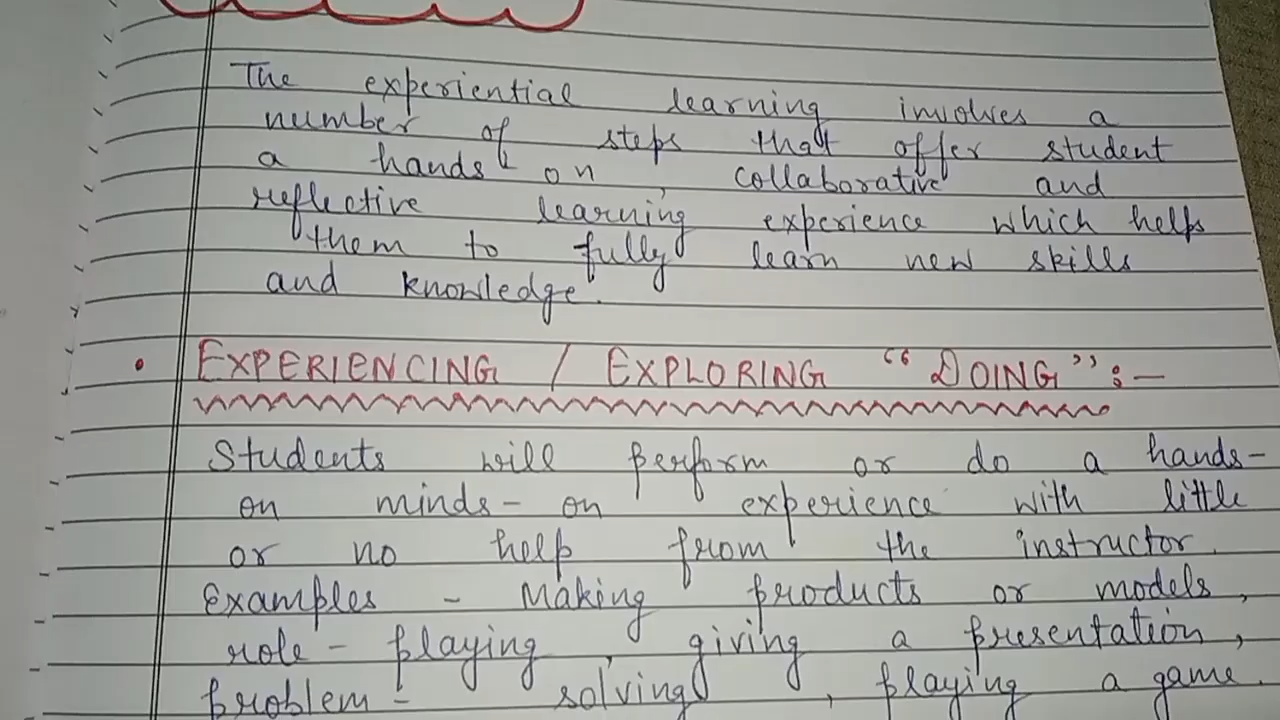 The experiential learning involves a
number of steps that offer student
a hands on, collaborative and
reflective learning experience which helps
them to fully learn new skills
and knowledge.
• EXPERIENCING / EXPLORING “DOING” :-
Students will perform or do a hands-
on minds-on experience with little
or no help from the instructor.
Examples - Making products or models,
role-playing, giving a presentation,
problem-solving, playing a game.